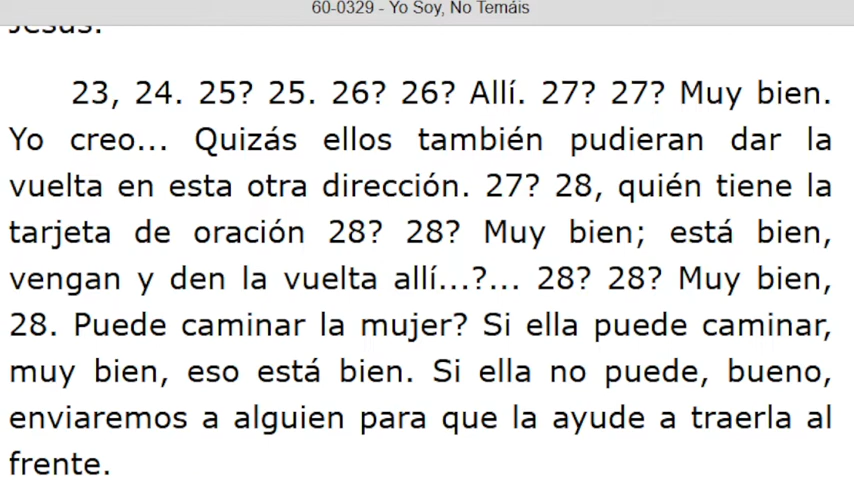 60-0329 - Yo Soy, No Temáis
Jesús.
23, 24. 25? 25. 26? 26? Allí. 27? 27? Muy bien.
Yo creo... Quizás ellos también pudieran dar la
vuelta en esta otra dirección. 27? 28, quién tiene la
tarjeta de oración 28? 28? Muy bien; está bien,
vengan y den la vuelta allí...?... 28? 28? Muy bien,
28. Puede caminar la mujer? Si ella puede caminar,
muy bien, eso está bien. Si ella no puede, bueno,
enviaremos a alguien para que la ayude a traerla al
frente.